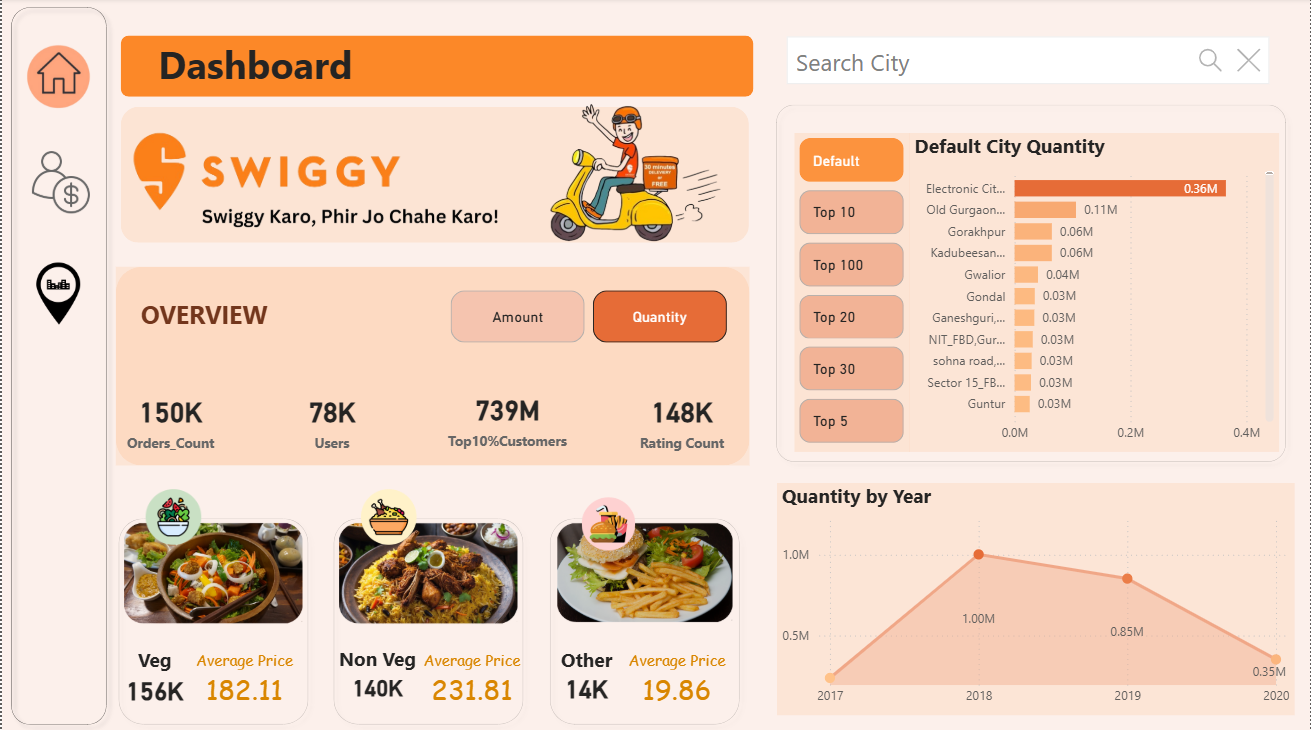 Dashboard
Search City
SWIGGY
Swiggy Karo, Phir Jo Chahe Karo!
30 minutes
DELEVERY
or
FREE
OVERVIEW
Amount
Quantity
150K
Orders_Count
78K
Users
739M
Top10%Customers
148K
Rating Count
Default
Top 10
Top 100
Top 20
Top 30
Top 5
Default City Quantity
Electronic Cit... 0.36M
Old Gurgaon... 0.11M
Gorakhpur 0.06M
Kadubeesan... 0.06M
Gwalior 0.04M
Gondal 0.03M
Ganeshguri,... 0.03M
NIT_FBD,Gur... 0.03M
sohna road,... 0.03M
Sector 15_FB... 0.03M
Guntur 0.03M
0.0M 0.2M 0.4M
Veg Average Price
156K 182.11
Non Veg Average Price
140K 231.81
Other Average Price
14K 19.86
Quantity by Year
1.0M
0.5M
1.00M
0.85M
0.35M
2017 2018 2019 2020